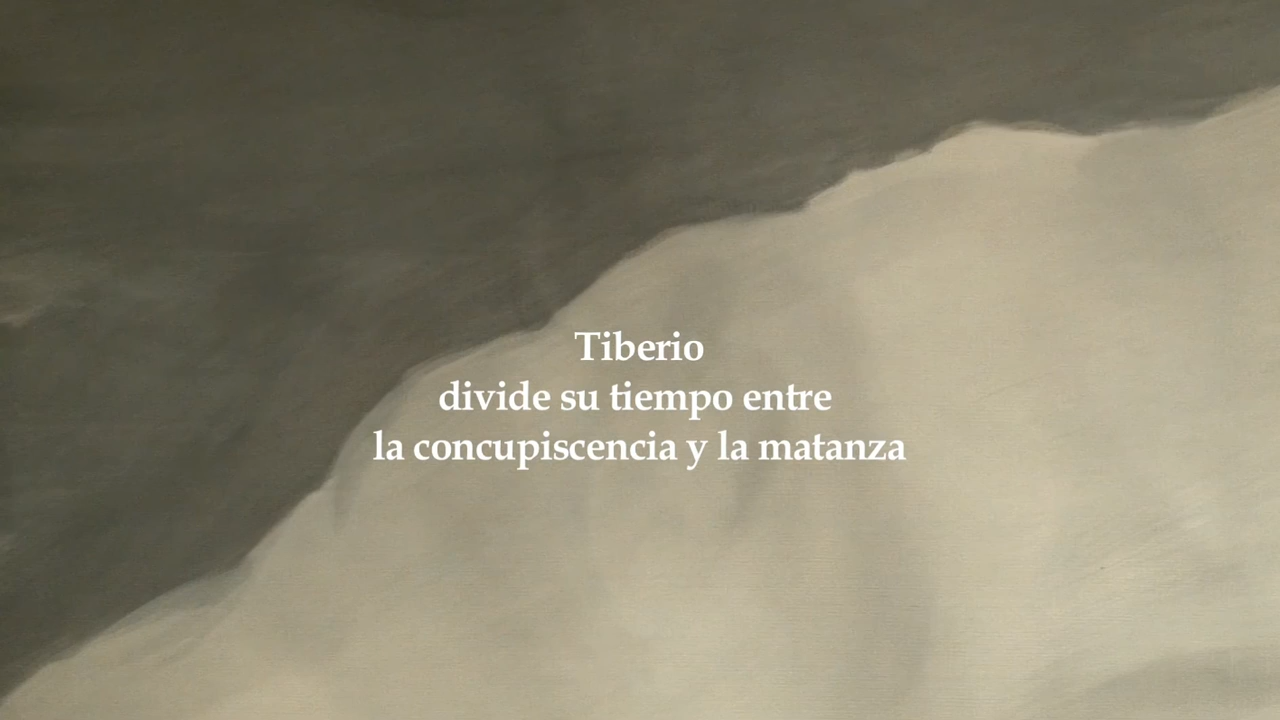 Tiberio
divide su tiempo entre
la concupiscencia y la matanza